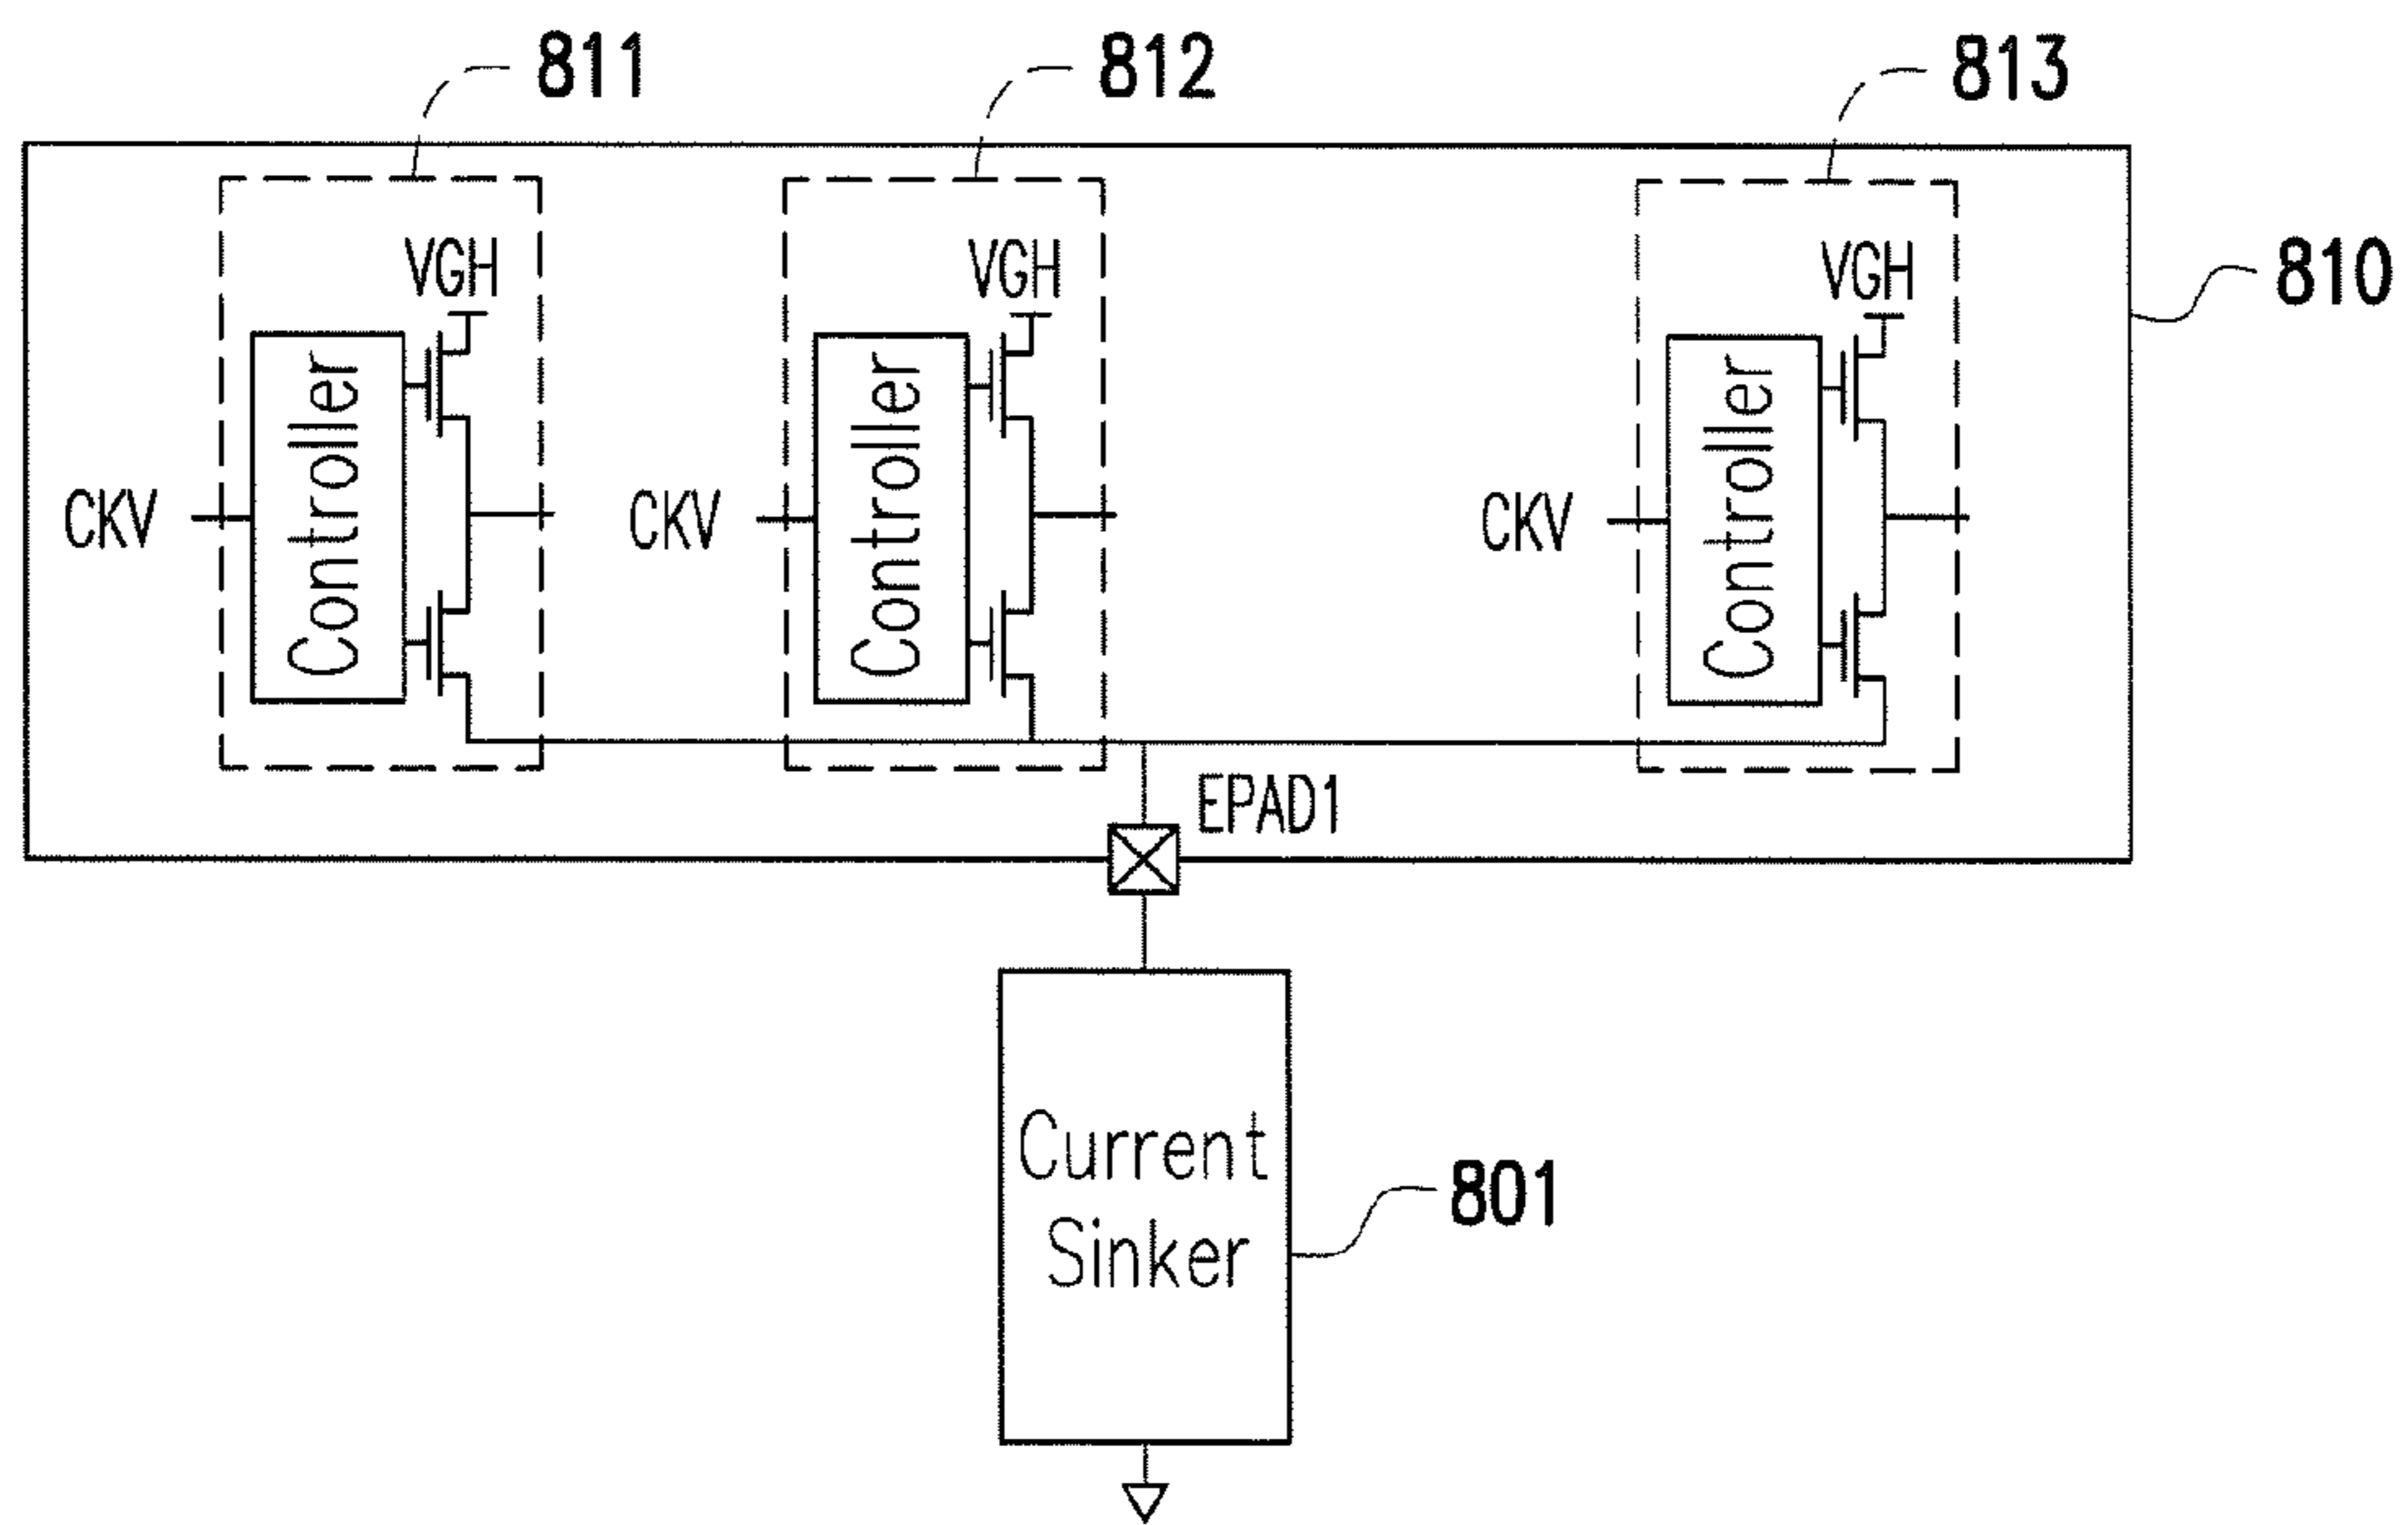 811
812
813
810
VGH
VGH
VGH
Controller
Controller
Controller
CKV
CKV
CKV
EPAD1
Current
Sinker
801